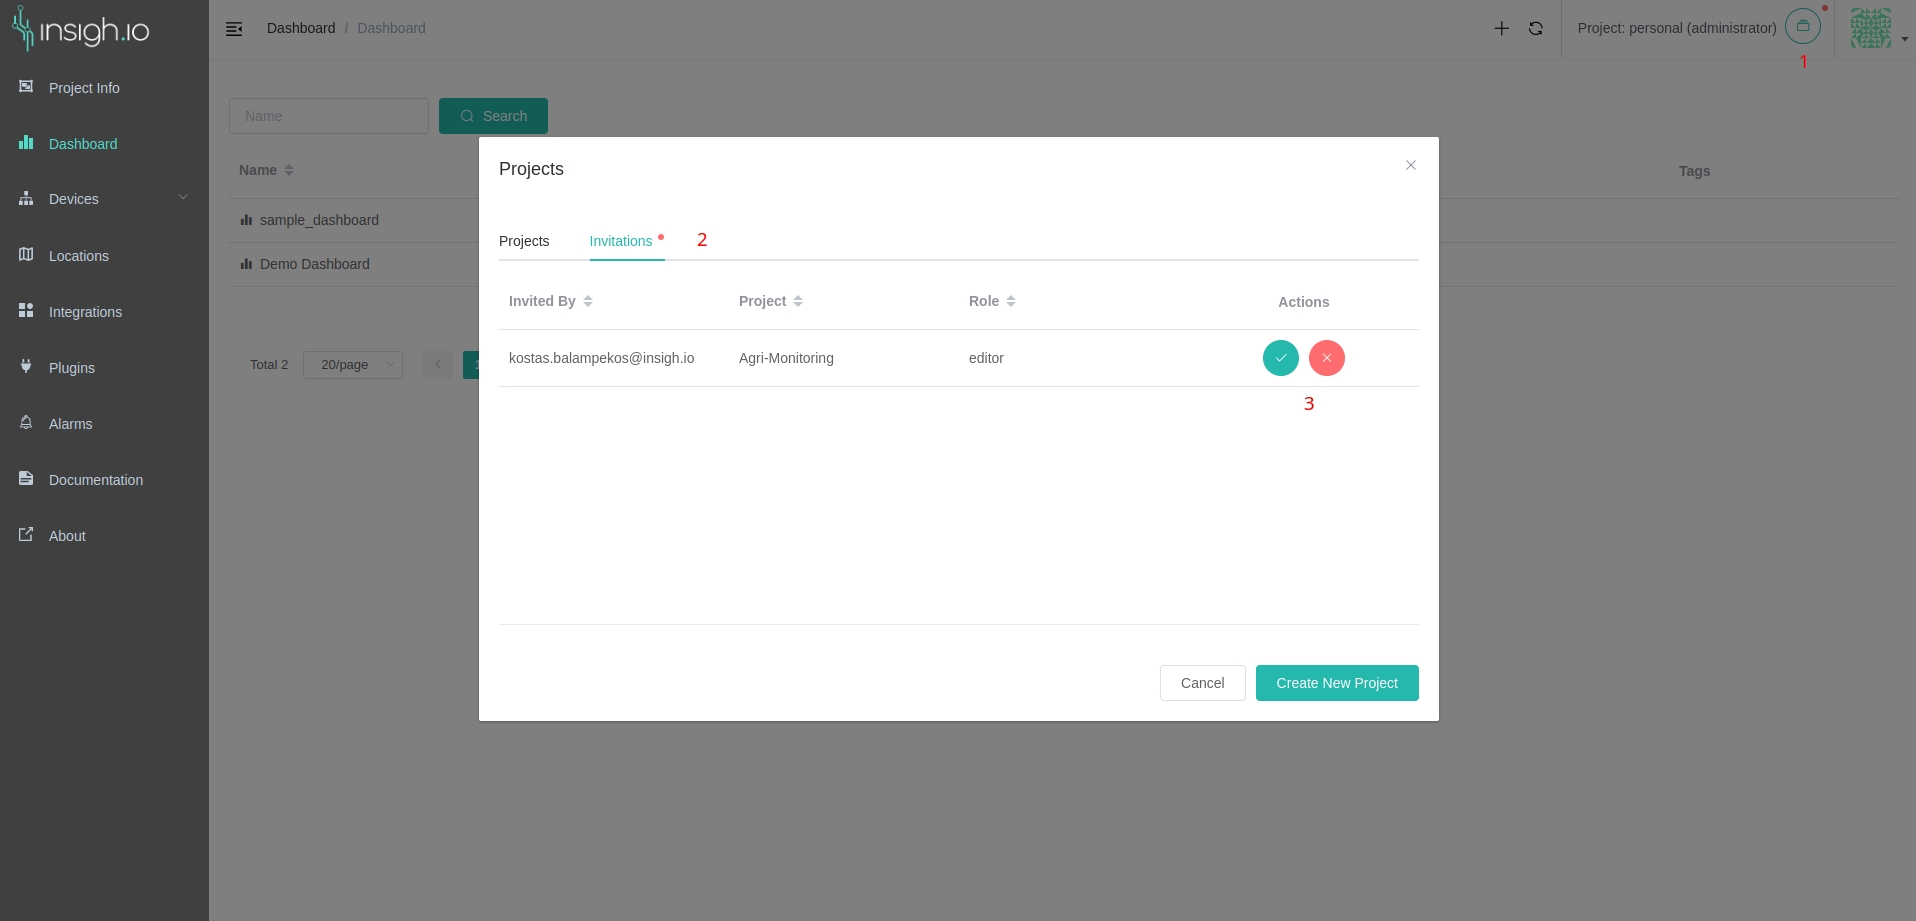 insigh.io
Dashboard / Dashboard
Project: personal (administrator)
1
Project Info
Dashboard
Devices
Locations
Integrations
Plugins
Alarms
Documentation
About
Name
Search
Name
Tags
sample_dashboard
Demo Dashboard
Total 2
20/page
1
Projects
Projects
Invitations
2
Invited By
Project
Role
Actions
kostas.balampekos@insigh.io
Agri-Monitoring
editor
3
Cancel
Create New Project